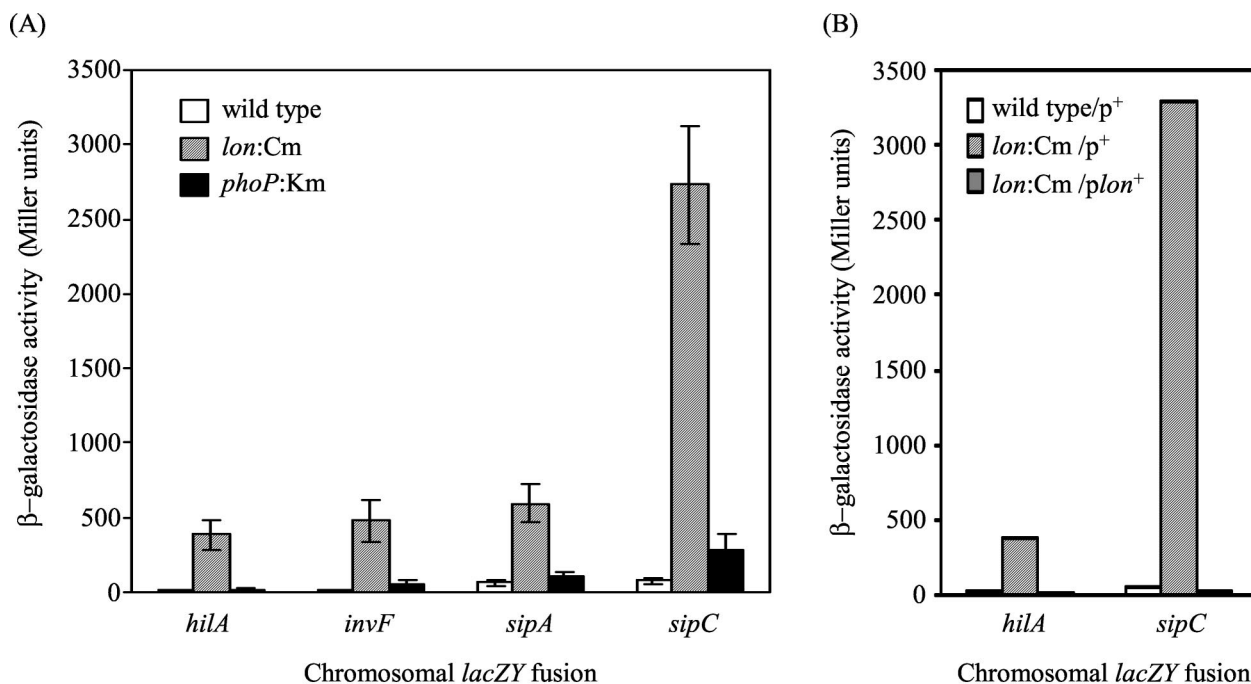 (A)
β–galactosidase activity (Miller units)
3500
3000
2500
2000
1500
1000
500
0
wild type
lon:Cm
phoP:Km
hilA invF sipA sipC
Chromosomal lacZY fusion
(B)
β–galactosidase activity (Miller units)
3500
3000
2500
2000
1500
1000
500
0
wild type/p⁺
lon:Cm /p⁺
lon:Cm /plon⁺
hilA sipC
Chromosomal lacZY fusion